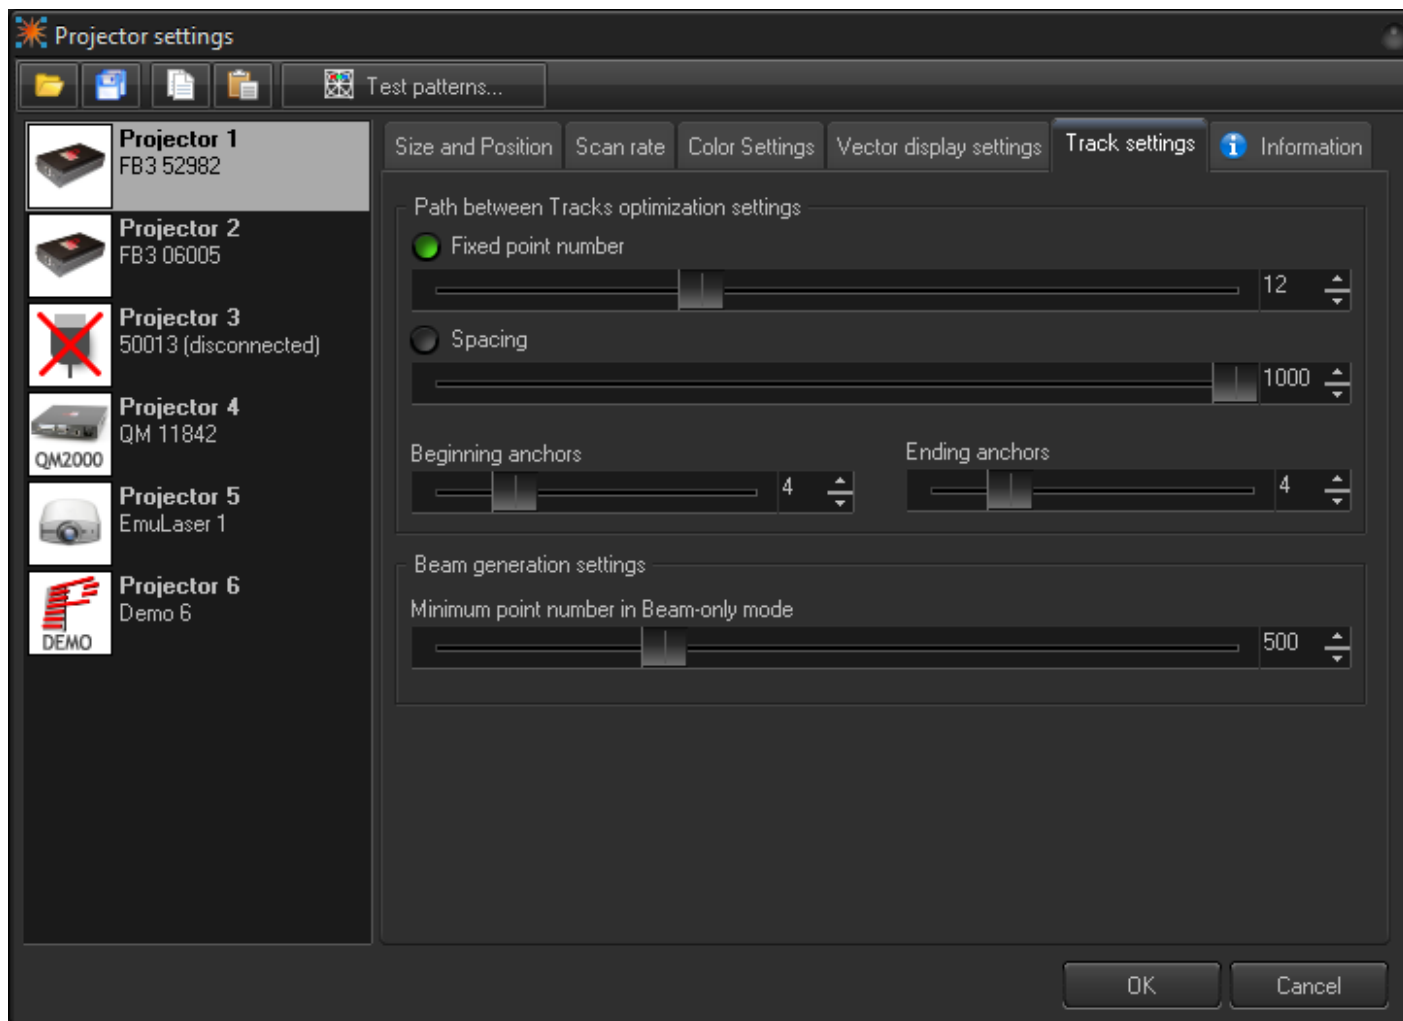 Projector settings
Test patterns...
Projector 1
FB3 52982
Projector 2
FB3 06005
Projector 3
50013 (disconnected)
Projector 4
QM 11842
QM2000
Projector 5
EmuLaser 1
Projector 6
Demo 6
DEMO
Size and Position
Scan rate
Color Settings
Vector display settings
Track settings
Information
Path between Tracks optimization settings
Fixed point number
12
Spacing
1000
Beginning anchors
4
Ending anchors
4
Beam generation settings
Minimum point number in Beam-only mode
500
OK
Cancel